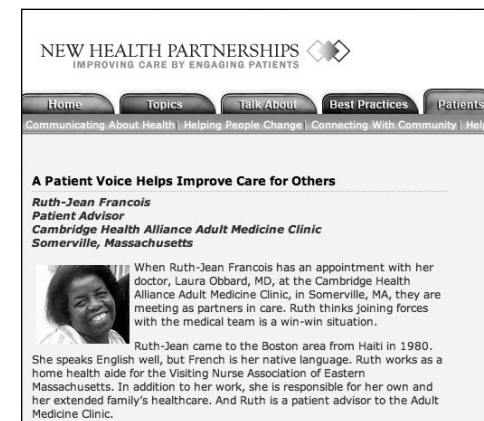 NEW HEALTH PARTNERSHIPS
IMPROVING CARE BY ENGAGING PATIENTS
Home Topics Talk About Best Practices Patients
Communicating About Health| Helping People Change| Connecting With Community| Hel
A Patient Voice Helps Improve Care for Others
Ruth-Jean Francois
Patient Advisor
Cambridge Health Alliance Adult Medicine Clinic
Somerville, Massachusetts
When Ruth-Jean Francois has an appointment with her
doctor, Laura Obbard, MD, at the Cambridge Health
Alliance Adult Medicine Clinic, in Somerville, MA, they are
meeting as partners in care. Ruth thinks joining forces
with the medical team is a win-win situation.
Ruth-Jean came to the Boston area from Haiti in 1980.
She speaks English well, but French is her native language. Ruth works as a
home health aide for the Visiting Nurse Association of Eastern
Massachusetts. In addition to her work, she is responsible for her own and
her extended family's healthcare. And Ruth is a patient advisor to the Adult
Medicine Clinic.